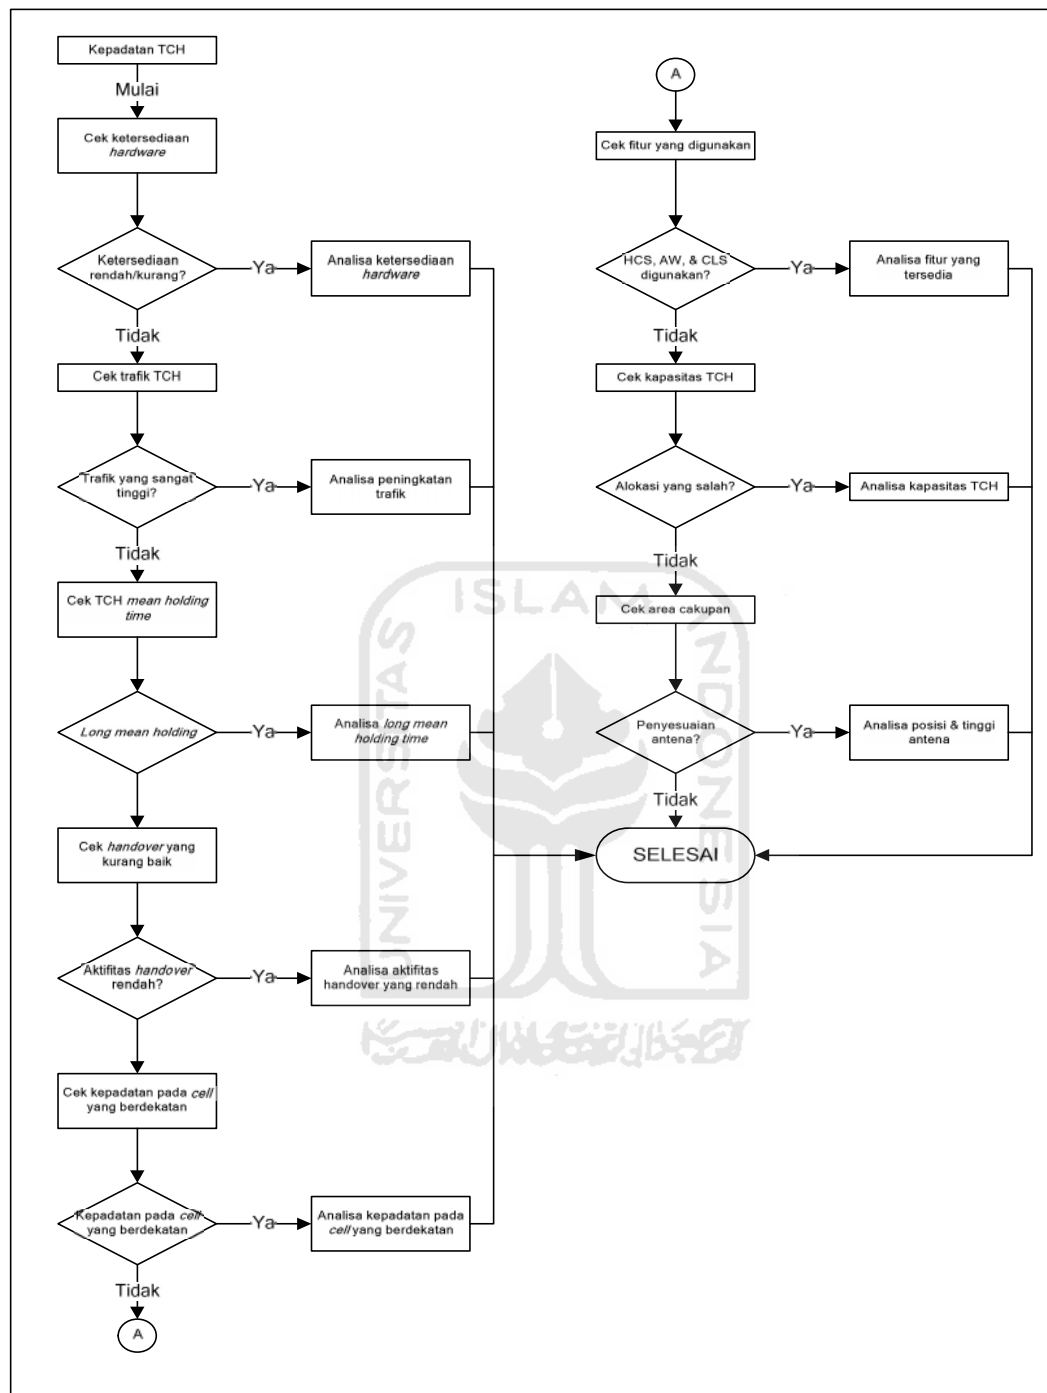 Kepadatan TCH
Mulai
Cek ketersediaan
hardware
Ketersediaan
rendah/kurang?
Ya
Analisa ketersediaan
hardware
Tidak
Cek trafik TCH
Trafik yang sangat
tinggi?
Ya
Analisa peningkatan
trafik
Tidak
Cek TCH mean holding
time
Long mean holding
Ya
Analisa long mean
holding time
Cek handover yang
kurang baik
Aktifitas handover
rendah?
Ya
Analisa aktifitas
handover yang rendah
Cek kepadatan pada cell
yang berdekatan
Kepadatan pada cell
yang berdekatan
Ya
Analisa kepadatan pada
cell yang berdekatan
Tidak
A
A
Cek fitur yang digunakan
HCS, AW, & CLS
digunakan?
Ya
Analisa fitur yang
tersedia
Tidak
Cek kapasitas TCH
Alokasi yang salah?
Ya
Analisa kapasitas TCH
Tidak
Cek area cakupan
Penyesuaian
antena?
Ya
Analisa posisi & tinggi
antena
Tidak
SELESAI
UNIVERSITAS
ISLAM
INDONESIA